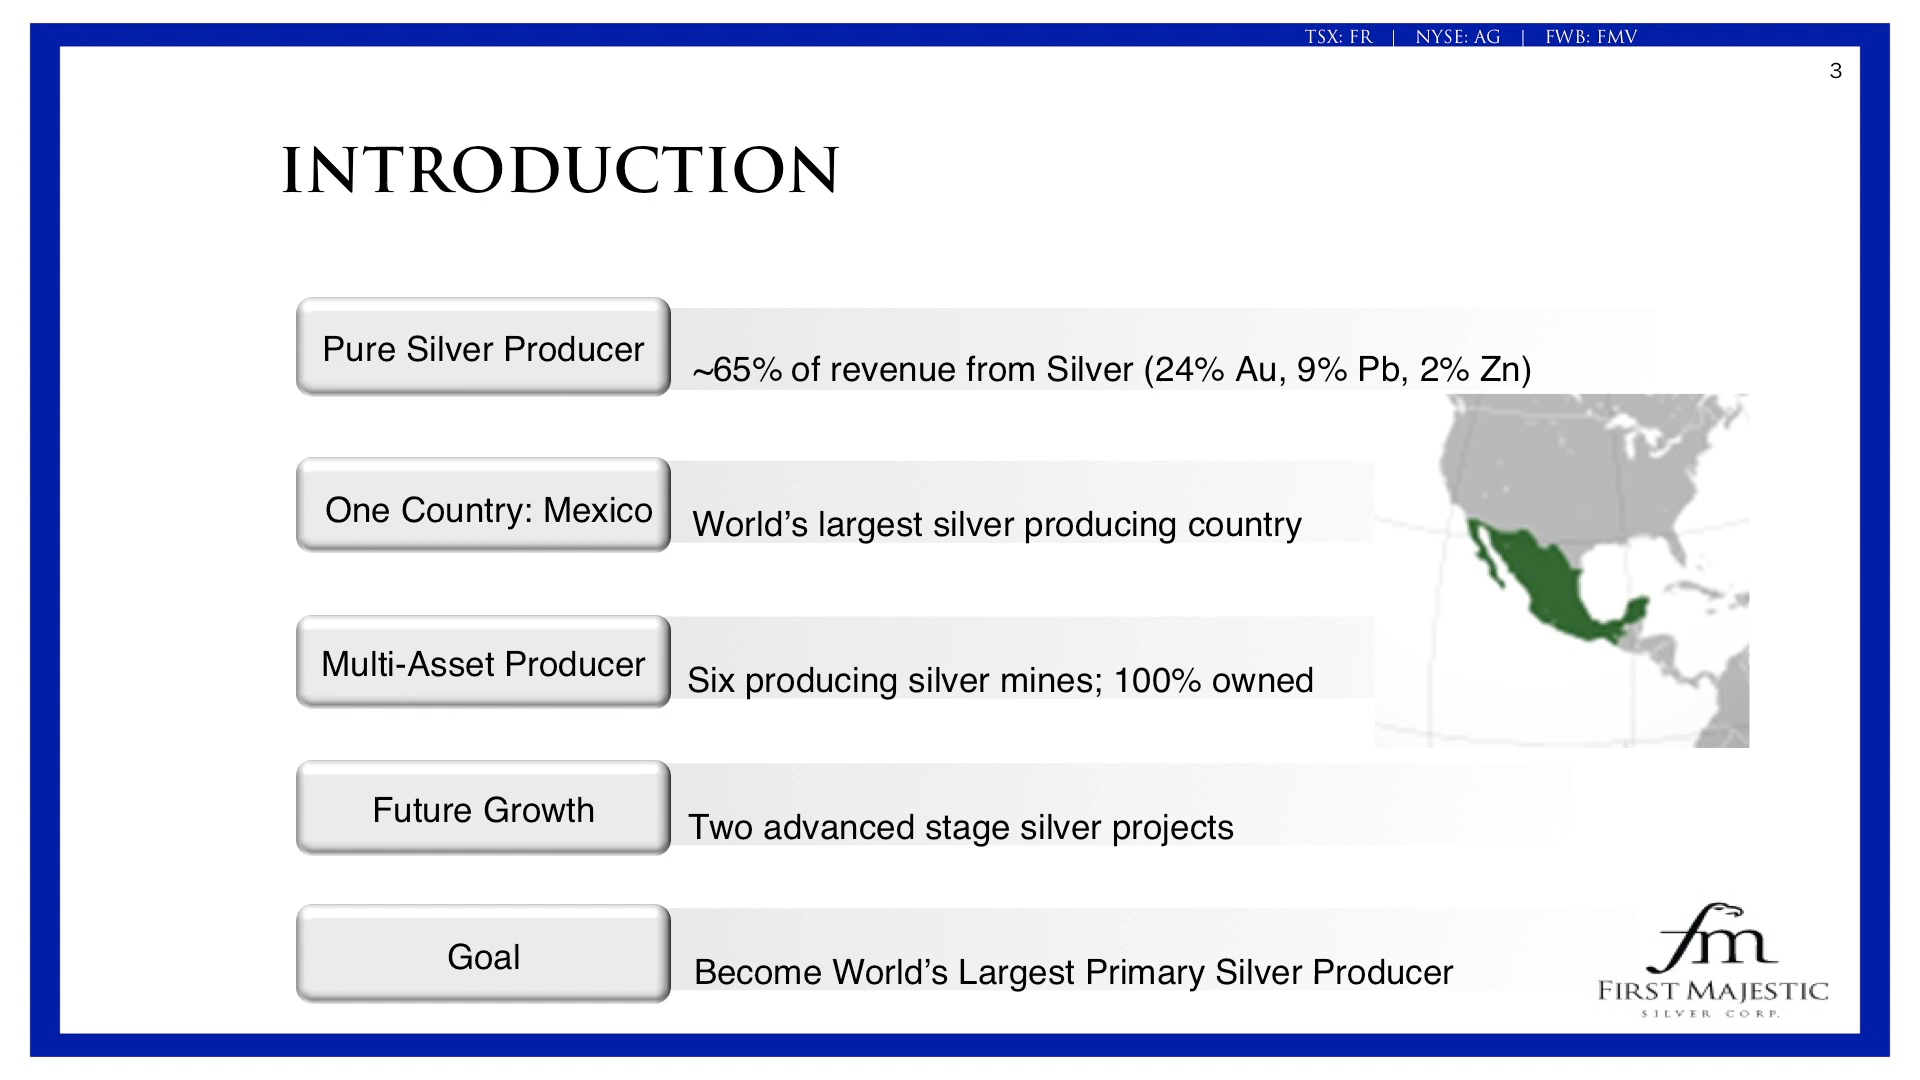 TSX: FR | NYSE: AG | FWB: FMV
3
INTRODUCTION
Pure Silver Producer
~65% of revenue from Silver (24% Au, 9% Pb, 2% Zn)
One Country: Mexico
World’s largest silver producing country
Multi-Asset Producer
Six producing silver mines; 100% owned
Future Growth
Two advanced stage silver projects
Goal
Become World’s Largest Primary Silver Producer
fm
FIRST MAJESTIC
SILVER CORP.